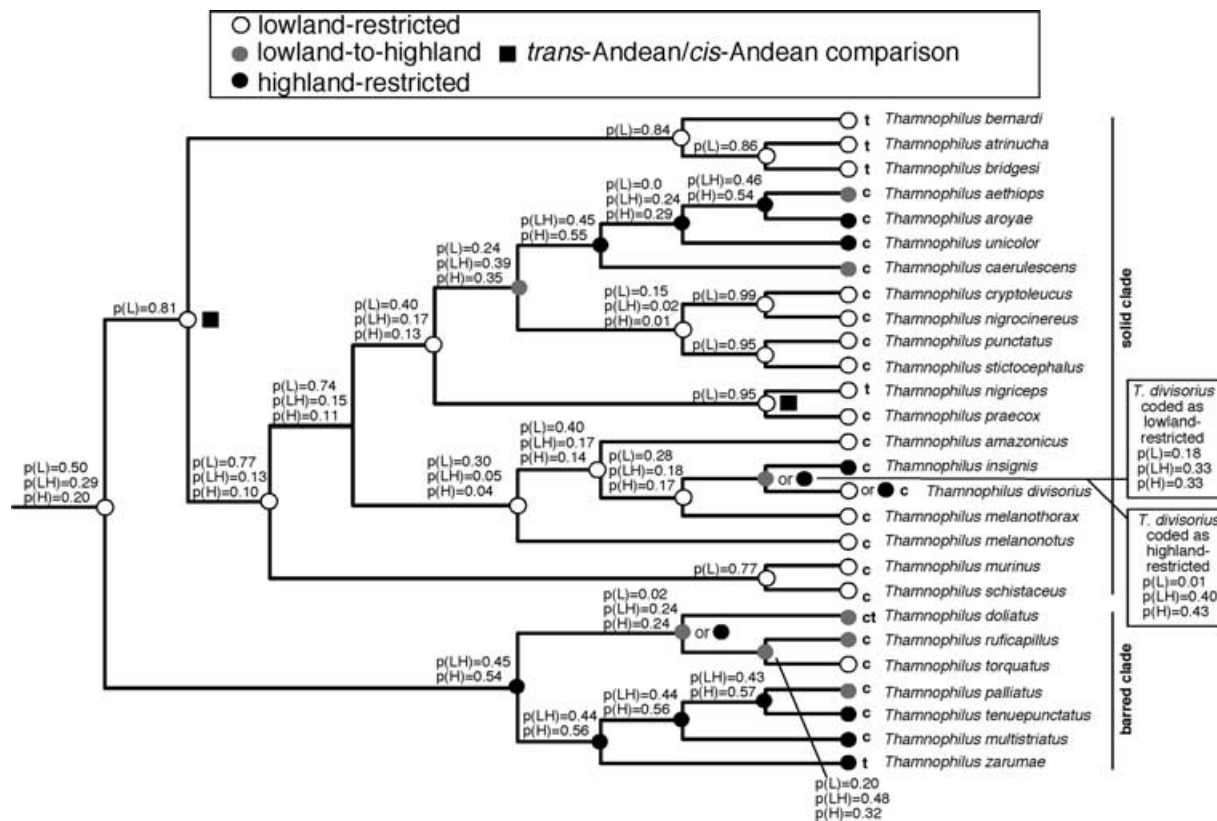 lowland-restricted
lowland-to-highland
trans-Andean/cis-Andean comparison
highland-restricted
p(L)=0.84
t Thamnophilus bernardi
p(L)=0.86
t Thamnophilus atrinucha
t Thamnophilus bridgesi
p(LH)=0.46
p(H)=0.54
c Thamnophilus aethiops
c Thamnophilus aroyae
p(L)=0.0
p(LH)=0.24
p(H)=0.29
c Thamnophilus unicolor
p(LH)=0.45
p(H)=0.55
c Thamnophilus caerulescens
p(L)=0.24
p(LH)=0.39
p(H)=0.35
p(L)=0.15
p(LH)=0.02
p(H)=0.01
p(L)=0.99
c Thamnophilus cryptoleucus
c Thamnophilus nigrocinereus
p(L)=0.95
c Thamnophilus punctatus
c Thamnophilus stictocephalus
p(L)=0.81
p(L)=0.40
p(LH)=0.17
p(H)=0.13
p(L)=0.95
t Thamnophilus nigriceps
c Thamnophilus praecox
p(L)=0.74
p(LH)=0.15
p(H)=0.11
p(L)=0.40
p(LH)=0.17
p(H)=0.14
c Thamnophilus amazonicus
p(L)=0.28
p(LH)=0.18
p(H)=0.17
or
c Thamnophilus insignis
or c Thamnophilus divisorius
c Thamnophilus melanothorax
p(L)=0.30
p(LH)=0.05
p(H)=0.04
c Thamnophilus melanonotus
p(L)=0.77
p(LH)=0.13
p(H)=0.10
p(L)=0.77
c Thamnophilus murinus
c Thamnophilus schistaceus
p(L)=0.50
p(LH)=0.29
p(H)=0.20
p(L)=0.02
p(LH)=0.24
p(H)=0.24
or
ct Thamnophilus doliatus
c Thamnophilus ruficapillus
c Thamnophilus torquatus
p(LH)=0.45
p(H)=0.54
p(LH)=0.43
p(H)=0.57
c Thamnophilus palliatus
c Thamnophilus tenuepunctatus
p(LH)=0.44
p(H)=0.56
c Thamnophilus multistriatus
p(LH)=0.44
p(H)=0.56
t Thamnophilus zarumae
p(L)=0.20
p(LH)=0.48
p(H)=0.32
solid clade
barred clade
T. divisorius
coded as
lowland-
restricted
p(L)=0.18
p(LH)=0.33
p(H)=0.33
T. divisorius
coded as
highland-
restricted
p(L)=0.01
p(LH)=0.40
p(H)=0.43